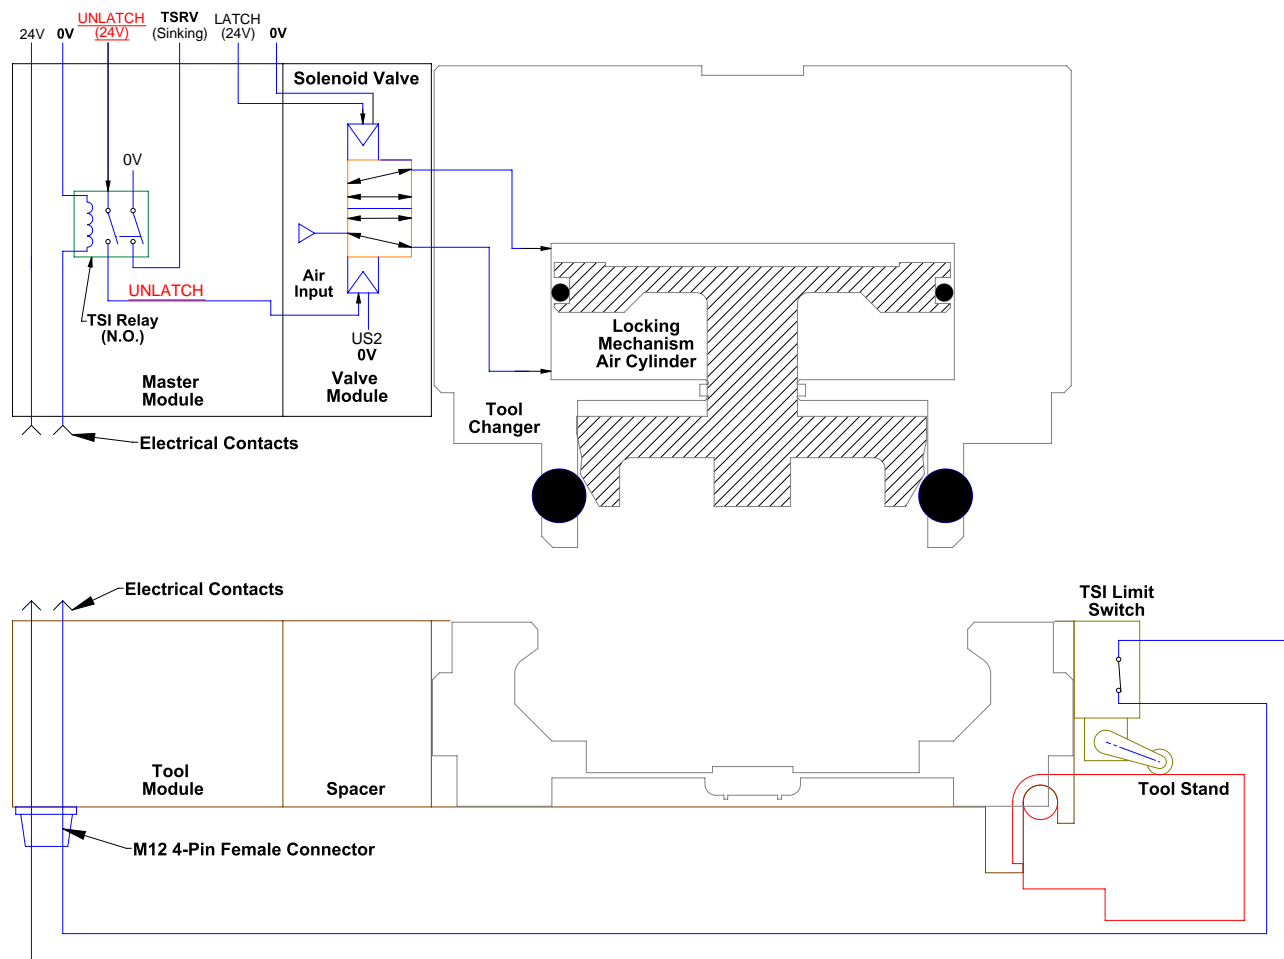 24V
0V
UNLATCH
(24V)
TSRV
(Sinking)
LATCH
(24V)
0V
Solenoid Valve
0V
Air
Input
UNLATCH
TSI Relay
(N.O.)
US2
0V
Master
Module
Valve
Module
Locking
Mechanism
Air Cylinder
Tool
Changer
Electrical Contacts
Electrical Contacts
TSI Limit
Switch
Tool
Module
Spacer
Tool Stand
M12 4-Pin Female Connector